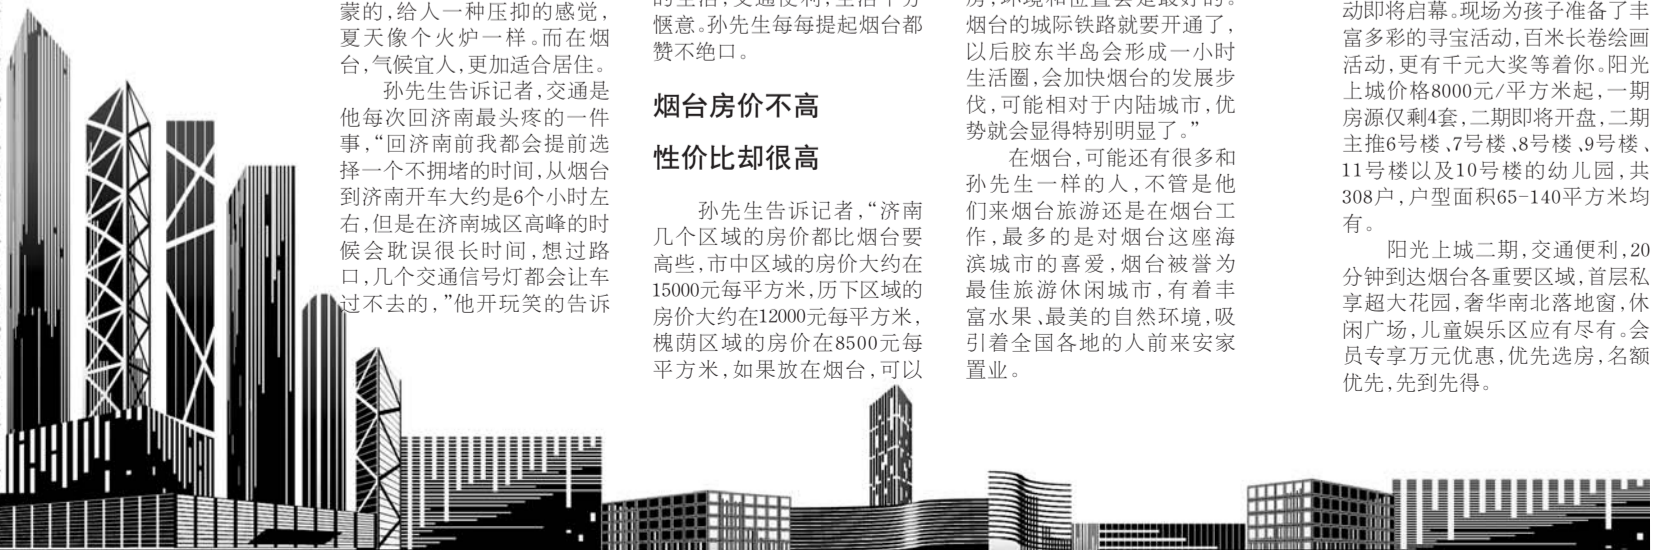 蒙的，给人一种压抑的感觉，
夏天像个火炉一样。而在烟
台，气候宜人，更加适合居住。
孙先生告诉记者，交通是
他每次回济南最头疼的一件
事，“回济南前我都会提前选
择一个不拥堵的时间，从烟台
到济南开车大约是6个小时左
右，但是在济南城区高峰的时
候会耽误很长时间，想过路
口，几个交通信号灯都会让车
过不去的，”他开玩笑的告诉
的生活，交通便利，生活十分
惬意。孙先生每每提起烟台都
赞不绝口。
烟台房价不高
性价比却很高
孙先生告诉记者，“济南
几个区域的房价都比烟台要
高些，市中区域的房价大约在
15000元每平方米，历下区域的
房价大约在12000元每平方米，
槐荫区域的房价在8500元每
平方米，如果放在烟台，可以
房，环境和位置会是最好的。
烟台的城际铁路就要开通了，
以后胶东半岛会形成一小时
生活圈，会加快烟台的发展步
伐，可能相对于内陆城市，优
势就会显得特别明显了。”
在烟台，可能还有很多和
孙先生一样的人，不管是他
们来烟台旅游还是在烟台工
作，最多的是对烟台这座海
滨城市的喜爱，烟台被誉为
最佳旅游休闲城市，有着丰
富水果、最美的自然环境，吸
引着全国各地的人前来安家
置业。
动即将启幕。现场为孩子准备了丰
富多彩的寻宝活动，百米长卷绘画
活动，更有千元大奖等着你。阳光
上城价格8000元/平方米起，一期
房源仅剩4套，二期即将开盘，二期
主推6号楼、7号楼、8号楼、9号楼、
11号楼以及10号楼的幼儿园，共
308户，户型面积65-140平方米均
有。
阳光上城二期，交通便利，20
分钟到达烟台各重要区域，首层私
享超大花园，奢华南北落地窗，休
闲广场，儿童娱乐区应有尽有。会
员专享万元优惠，优先选房，名额
优先，先到先得。